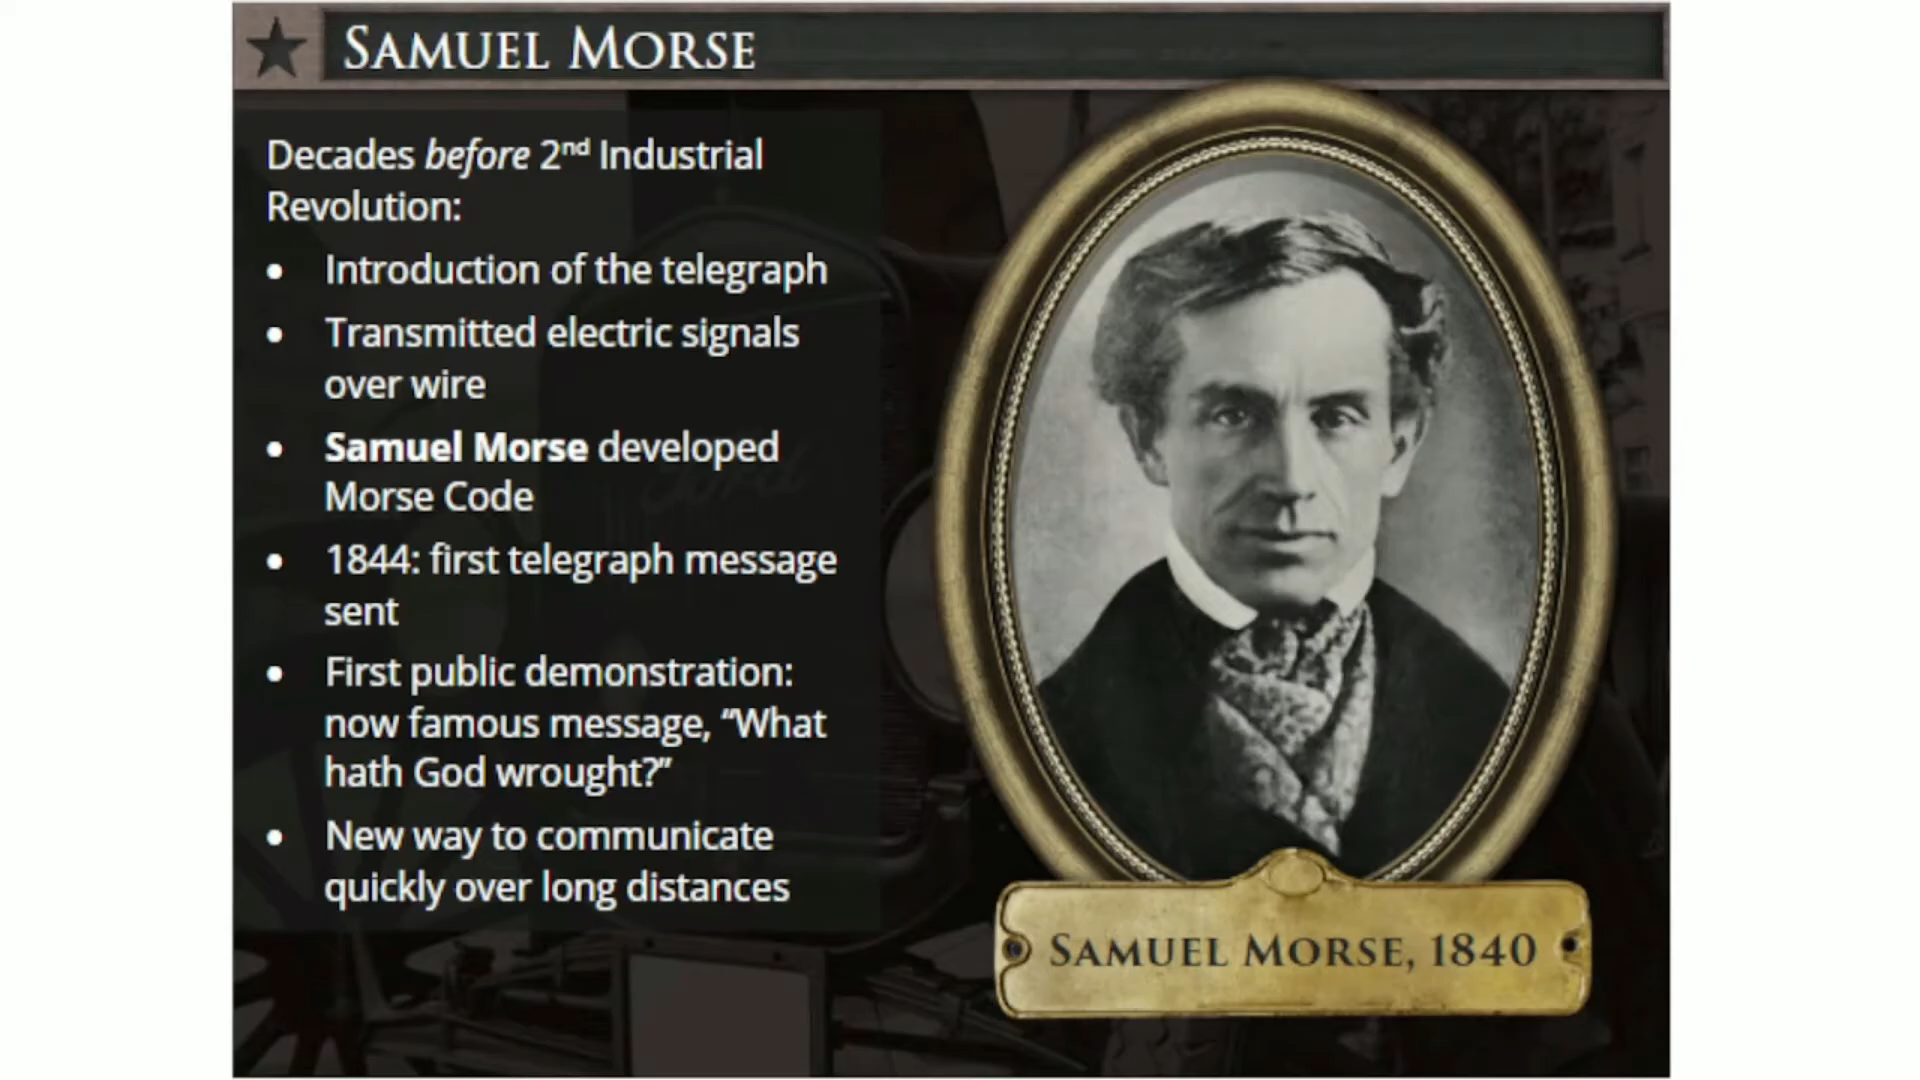 SAMUEL MORSE
Decades before 2nd Industrial
Revolution:
• Introduction of the telegraph
• Transmitted electric signals
over wire
• Samuel Morse developed
Morse Code
• 1844: first telegraph message
sent
• First public demonstration:
now famous message, “What
hath God wrought?”
• New way to communicate
quickly over long distances
SAMUEL MORSE, 1840
Ford